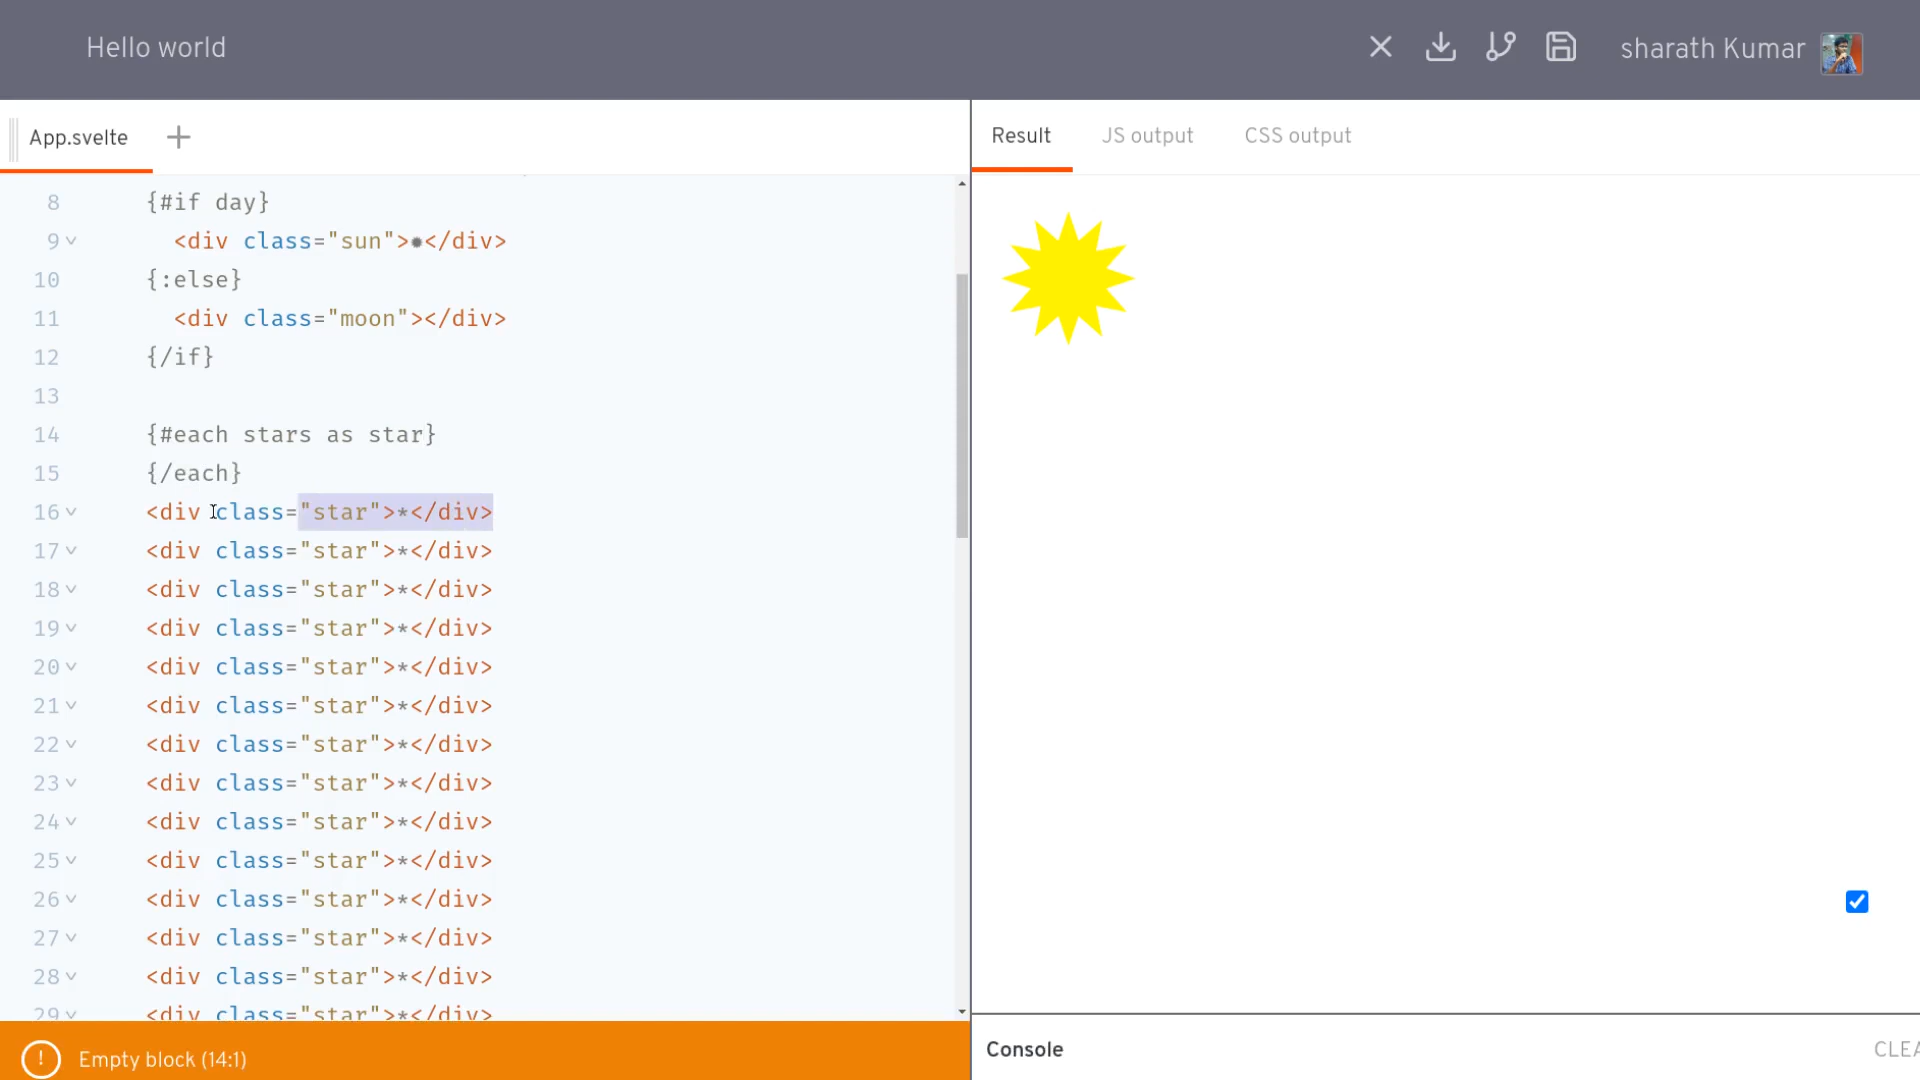 Hello world
sharath Kumar
App.svelte
Result
JS output
CSS output
8 {#if day}
9 <div class="sun">●</div>
10 {:else}
11 <div class="moon"></div>
12 {/if}
13
14 {#each stars as star}
15 {/each}
16 <div class="star">*</div>
17 <div class="star">*</div>
18 <div class="star">*</div>
19 <div class="star">*</div>
20 <div class="star">*</div>
21 <div class="star">*</div>
22 <div class="star">*</div>
23 <div class="star">*</div>
24 <div class="star">*</div>
25 <div class="star">*</div>
26 <div class="star">*</div>
27 <div class="star">*</div>
28 <div class="star">*</div>
29 <div class="star">*</div>
! Empty block (14:1)
Console
CLEA